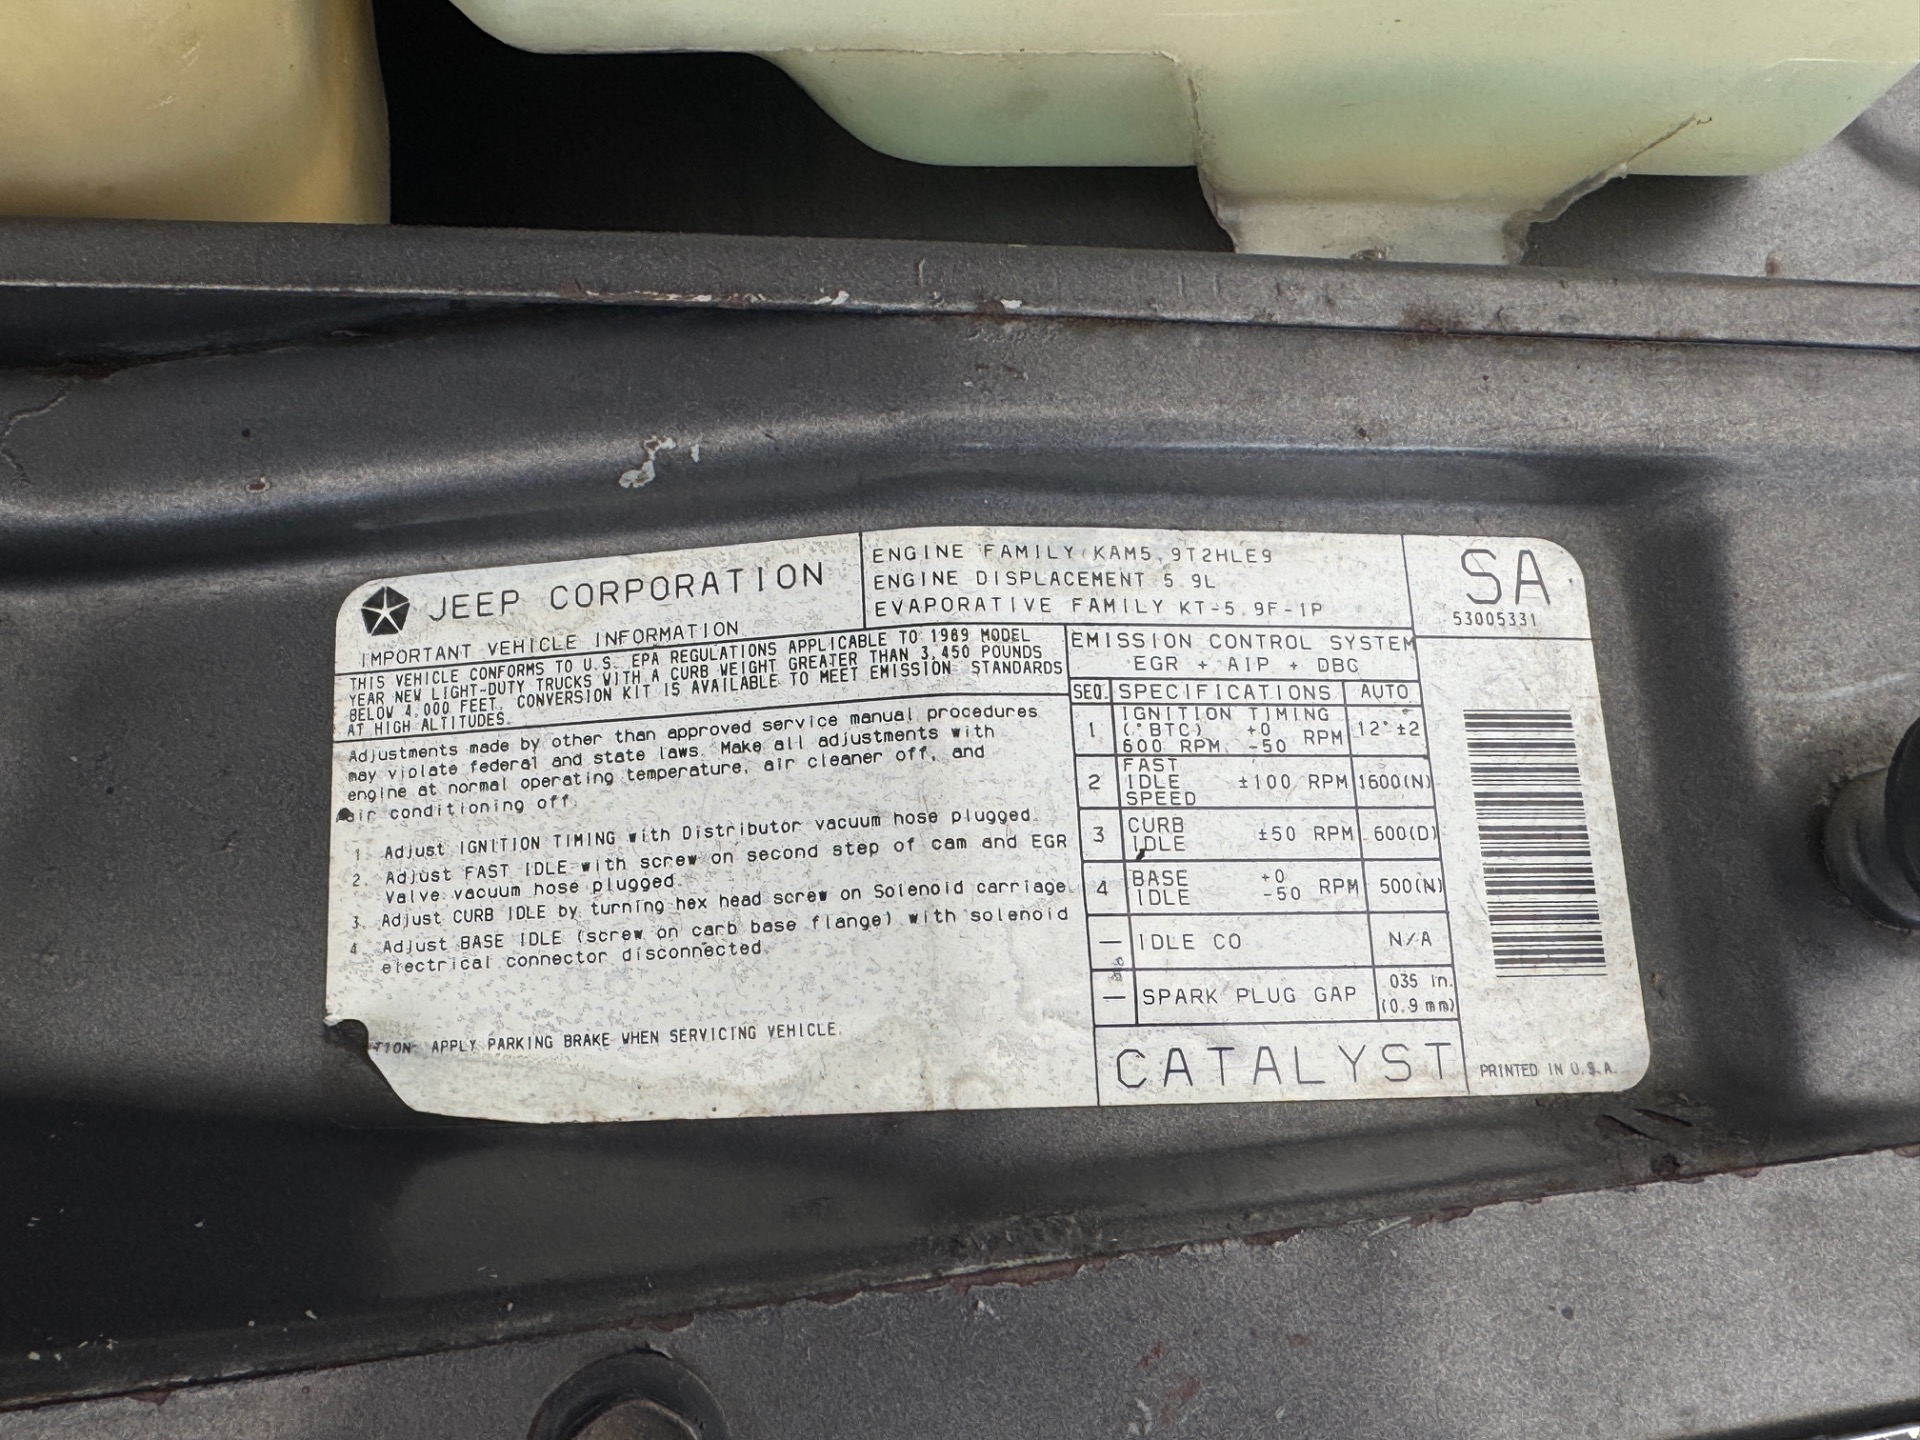 JEEP CORPORATION
IMPORTANT VEHICLE INFORMATION
THIS VEHICLE CONFORMS TO U.S. EPA REGULATIONS APPLICABLE TO 1989 MODEL
YEAR NEW LIGHT-DUTY TRUCKS WITH A CURB WEIGHT GREATER THAN 3,450 POUNDS
BELOW 4,000 FEET. CONVERSION KIT IS AVAILABLE TO MEET EMISSION STANDARDS
AT HIGH ALTITUDES.
Adjustments made by other than approved service manual procedures
may violate federal and state laws. Make all adjustments with
engine at normal operating temperature, air cleaner off, and
air conditioning off.
1. Adjust IGNITION TIMING with Distributor vacuum hose plugged.
2. Adjust FAST IDLE with screw on second step of cam and EGR
Valve vacuum hose plugged.
3. Adjust CURB IDLE by turning hex head screw on Solenoid carriage.
4. Adjust BASE IDLE (screw on carb base flange) with solenoid
electrical connector disconnected.
TION: APPLY PARKING BRAKE WHEN SERVICING VEHICLE.
ENGINE FAMILY KAM5.9T2HLE9
ENGINE DISPLACEMENT 5.9L
EVAPORATIVE FAMILY KT-5.9F-1P
SA
53005331
EMISSION CONTROL SYSTEM
EGR + AIP + DBG
SEQ. SPECIFICATIONS AUTO
1 IGNITION TIMING (°BTC) 600 RPM +0 -50 RPM 12° ±2
2 FAST IDLE SPEED ±100 RPM 1600(N)
3 CURB IDLE ±50 RPM 600(D)
4 BASE IDLE +0 -50 RPM 500(N)
— IDLE CO N/A
— SPARK PLUG GAP .035 in. (0.9 mm)
CATALYST
PRINTED IN U.S.A.